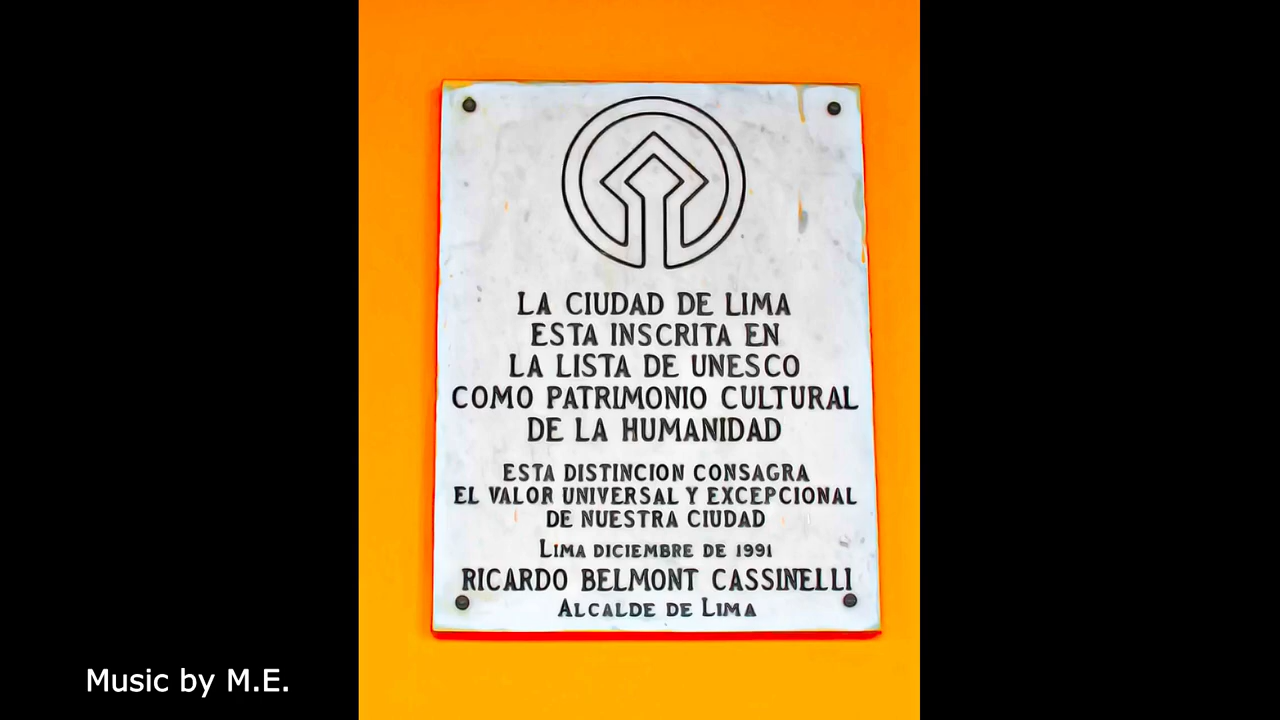 LA CIUDAD DE LIMA
ESTA INSCRITA EN
LA LISTA DE UNESCO
COMO PATRIMONIO CULTURAL
DE LA HUMANIDAD
ESTA DISTINCION CONSAGRA
EL VALOR UNIVERSAL Y EXCEPCIONAL
DE NUESTRA CIUDAD
LIMA DICIEMBRE DE 1991
RICARDO BELMONT CASSINELLI
ALCALDE DE LIMA
Music by M.E.